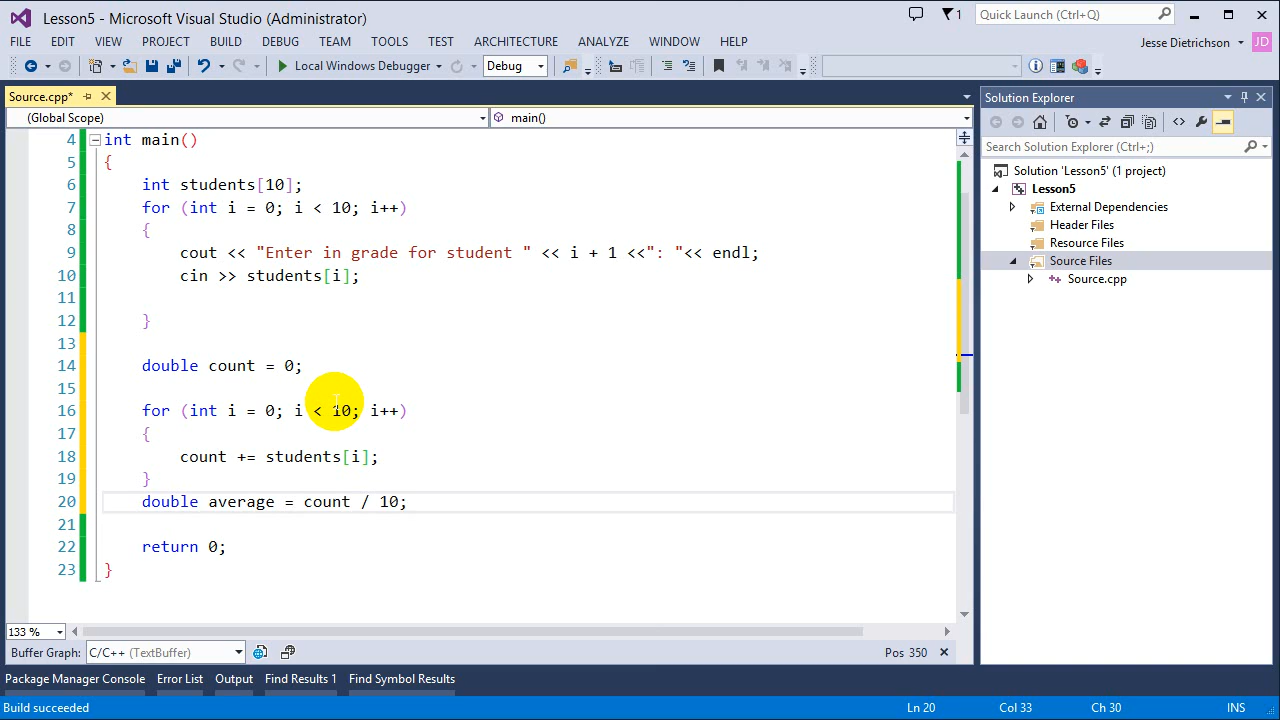 Lesson5 - Microsoft Visual Studio (Administrator)
1
Quick Launch (Ctrl+Q)
FILE EDIT VIEW PROJECT BUILD DEBUG TEAM TOOLS TEST ARCHITECTURE ANALYZE WINDOW HELP
Jesse Dietrichson JD
Local Windows Debugger Debug
Source.cpp*
(Global Scope) main()
4 int main()
5 {
6 int students[10];
7 for (int i = 0; i < 10; i++)
8 {
9 cout << "Enter in grade for student " << i + 1 <<": "<< endl;
10 cin >> students[i];
11
12 }
13
14 double count = 0;
15
16 for (int i = 0; i < 10; i++)
17 {
18 count += students[i];
19 }
20 double average = count / 10;
21
22 return 0;
23 }
133 %
Buffer Graph: C/C++ (TextBuffer) Pos 350
Solution Explorer
Search Solution Explorer (Ctrl+;)
Solution 'Lesson5' (1 project)
Lesson5
External Dependencies
Header Files
Resource Files
Source Files
Source.cpp
Package Manager Console Error List Output Find Results 1 Find Symbol Results
Build succeeded Ln 20 Col 33 Ch 30 INS